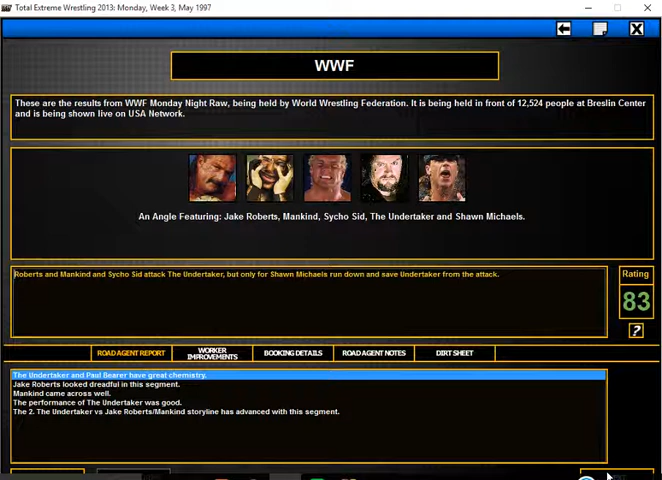 Total Extreme Wrestling 2013: Monday, Week 3, May 1997
WWF
These are the results from WWF Monday Night Raw, being held by World Wrestling Federation. It is being held in front of 12,524 people at Breslin Center
and is being shown live on USA Network.
An Angle Featuring: Jake Roberts, Mankind, Sycho Sid, The Undertaker and Shawn Michaels.
Roberts and Mankind and Sycho Sid attack The Undertaker, but only for Shawn Michaels run down and save Undertaker from the attack.
Rating
83
?
ROAD AGENT REPORT
WORKER
IMPROVEMENTS
BOOKING DETAILS
ROAD AGENT NOTES
DIRT SHEET
The Undertaker and Paul Bearer have great chemistry.
Jake Roberts looked dreadful in this segment.
Mankind came across well.
The performance of The Undertaker was good.
The 2. The Undertaker vs Jake Roberts/Mankind storyline has advanced with this segment.